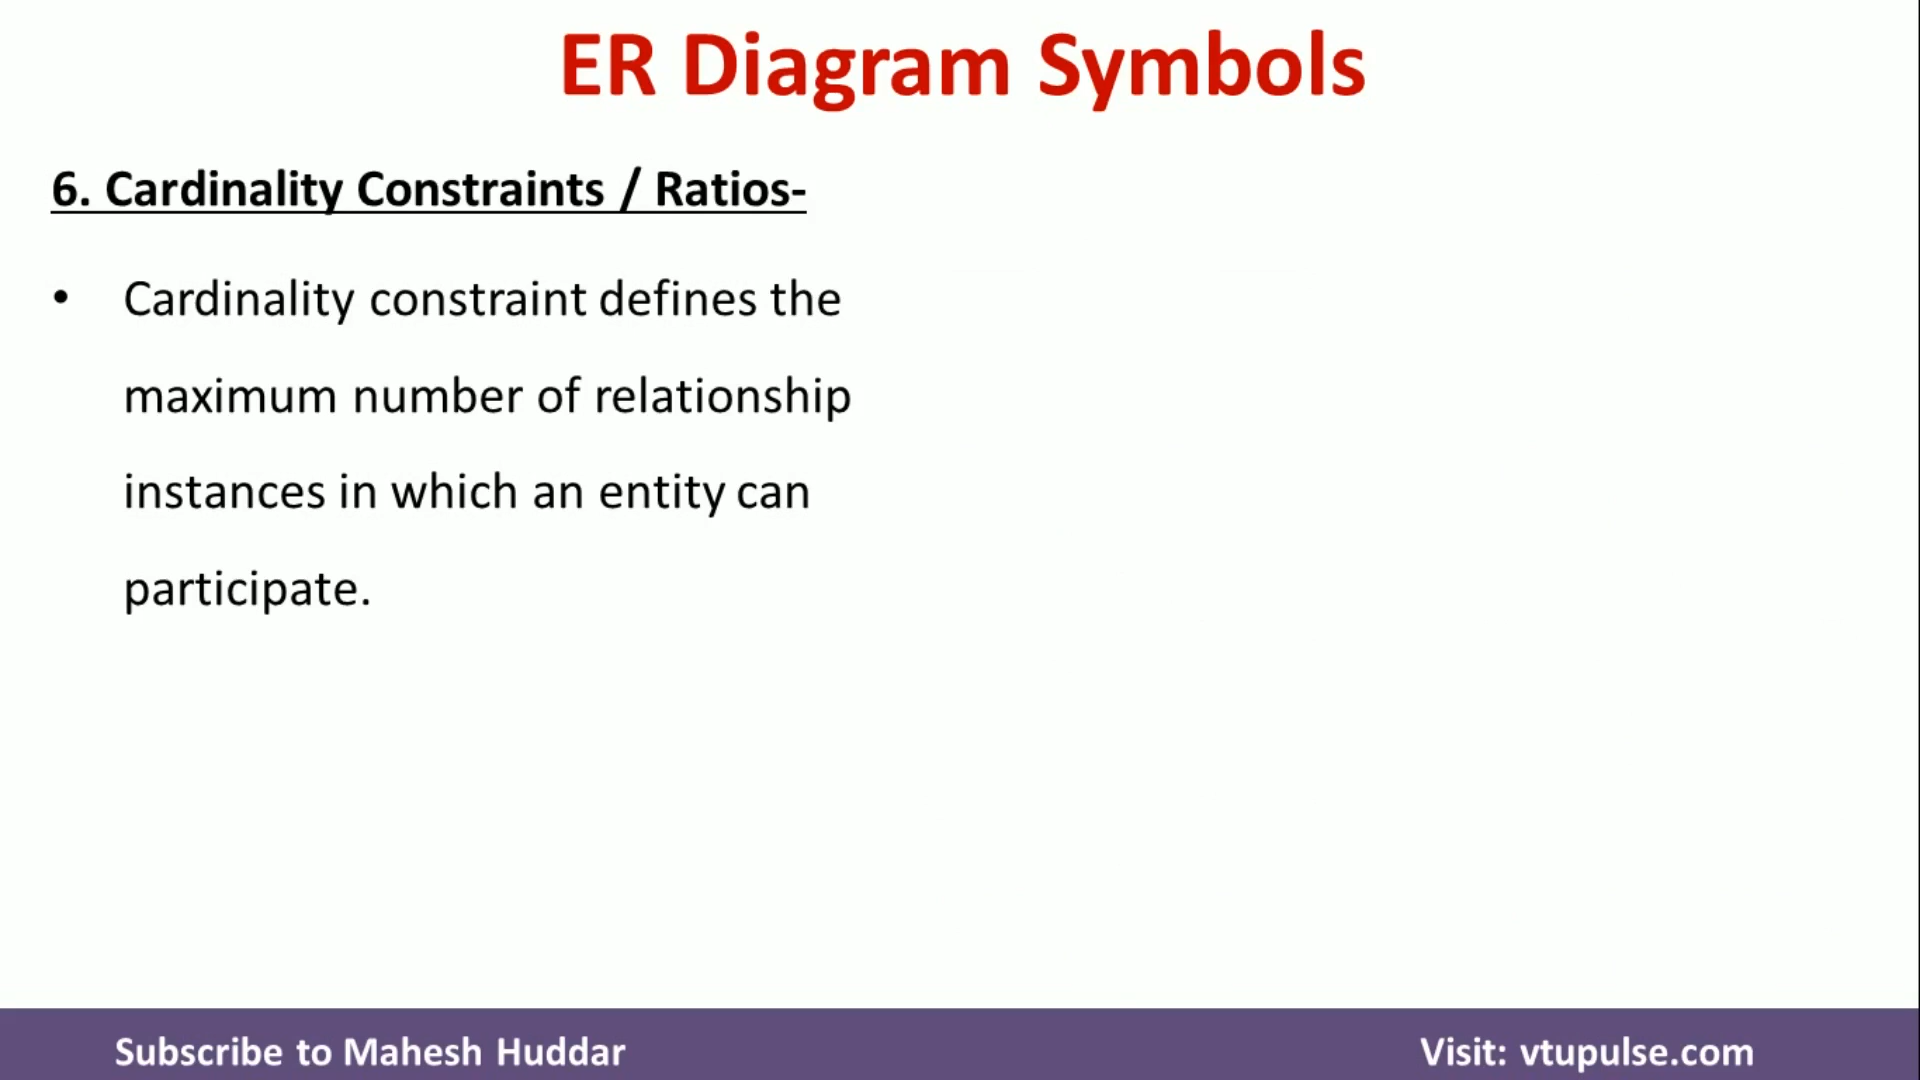 ER Diagram Symbols
6. Cardinality Constraints / Ratios-
• Cardinality constraint defines the
maximum number of relationship
instances in which an entity can
participate.
Subscribe to Mahesh Huddar
Visit: vtupulse.com